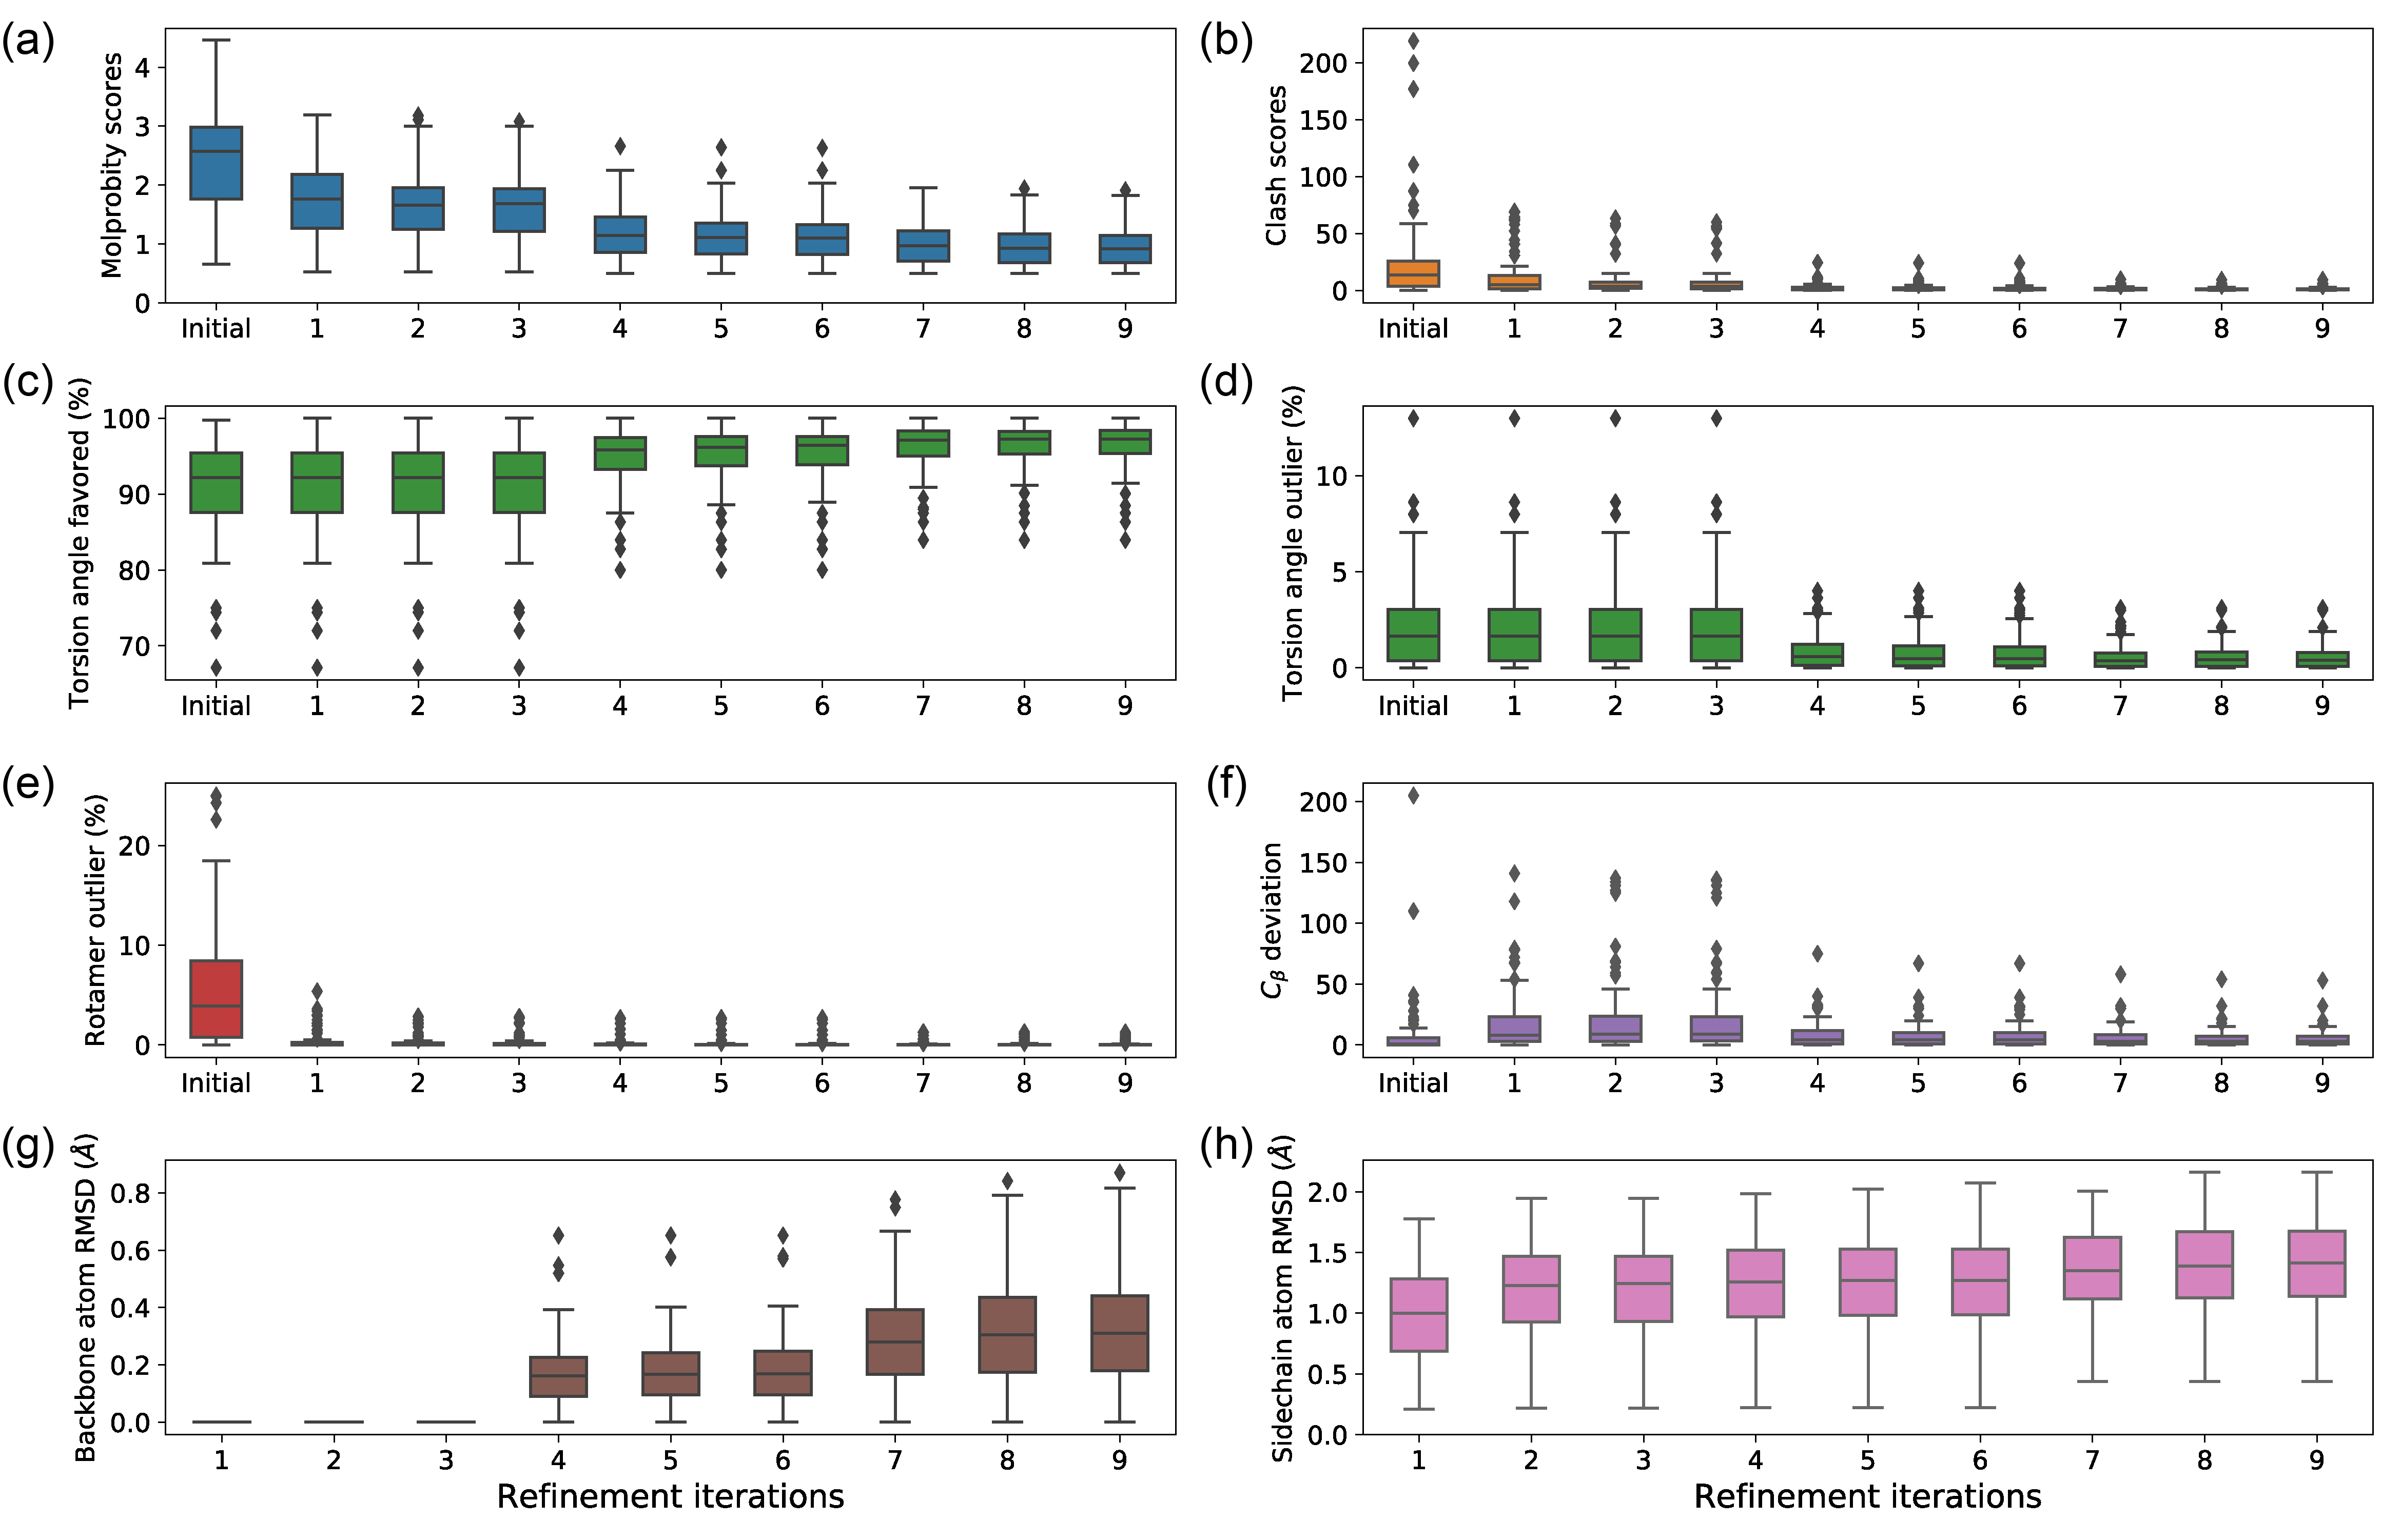 (a)
Molprobity scores
4
3
2
1
0
Initial 1 2 3 4 5 6 7 8 9
(b)
Clash scores
200
150
100
50
0
Initial 1 2 3 4 5 6 7 8 9
(c)
Torsion angle favored (%)
100
90
80
70
Initial 1 2 3 4 5 6 7 8 9
(d)
Torsion angle outlier (%)
10
5
0
Initial 1 2 3 4 5 6 7 8 9
(e)
Rotamer outlier (%)
20
10
0
Initial 1 2 3 4 5 6 7 8 9
(f)
Cβ deviation
200
150
100
50
0
Initial 1 2 3 4 5 6 7 8 9
(g)
Backbone atom RMSD (Å)
0.8
0.6
0.4
0.2
0.0
1 2 3 4 5 6 7 8 9
Refinement iterations
(h)
Sidechain atom RMSD (Å)
2.0
1.5
1.0
0.5
0.0
1 2 3 4 5 6 7 8 9
Refinement iterations